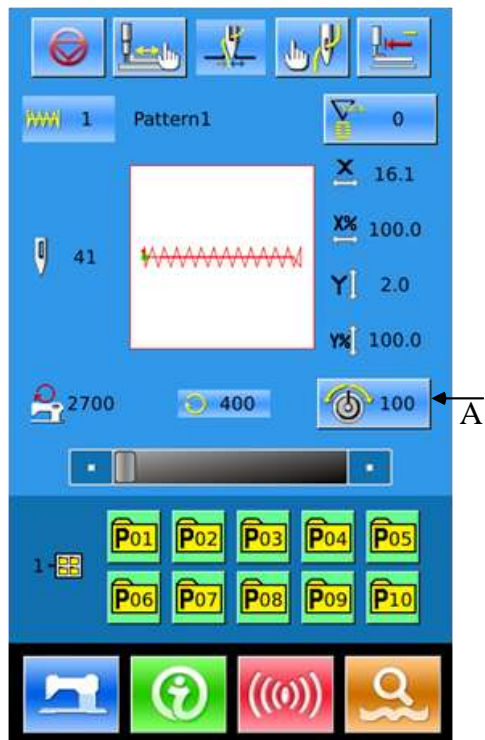 1 Pattern1 0
X 16.1
X% 100.0
41
Y 2.0
Y% 100.0
2700 400 100
A
P01 P02 P03 P04 P05
1-
P06 P07 P08 P09 P10